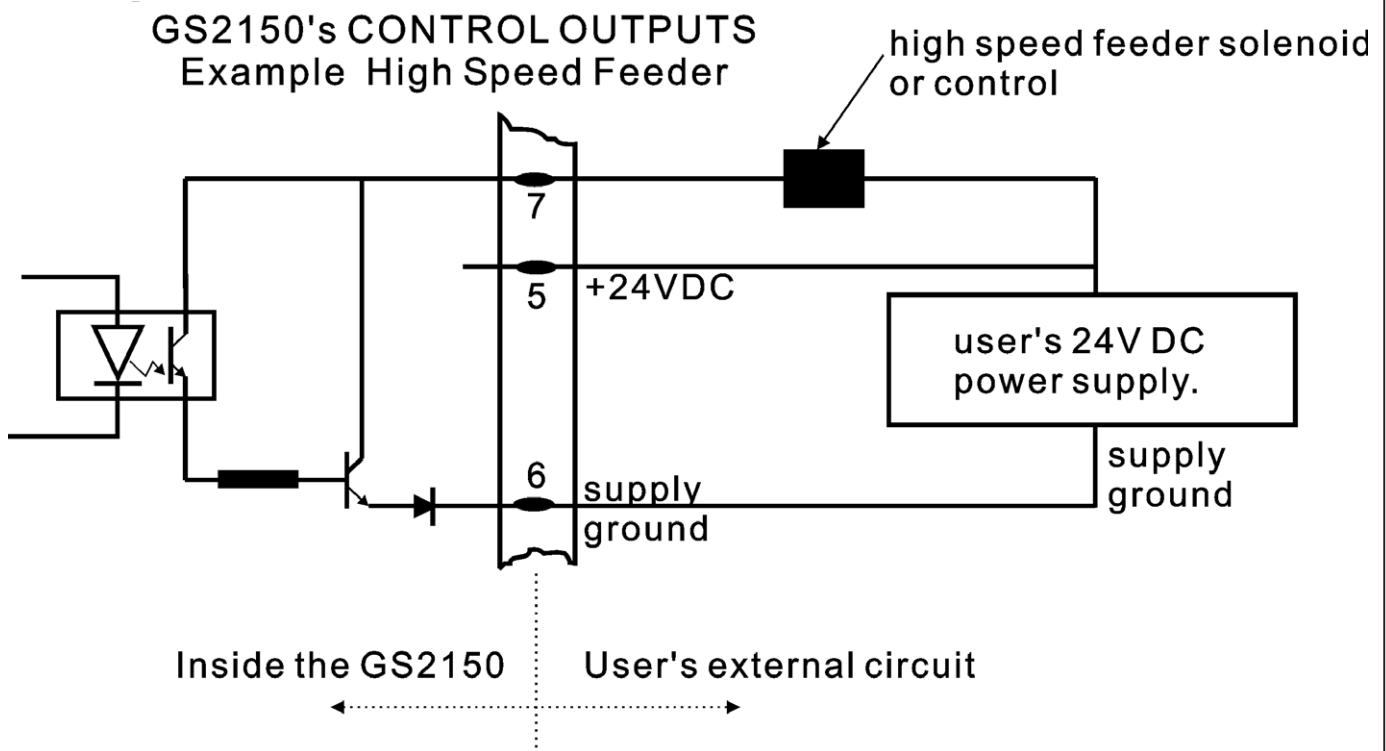 GS2150's CONTROL OUTPUTS
Example High Speed Feeder
high speed feeder solenoid
or control
7
5
+24VDC
user's 24V DC
power supply.
6
supply
ground
supply
ground
Inside the GS2150
User's external circuit